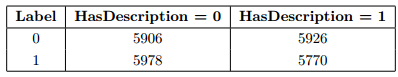 Label HasDescription = 0 HasDescription = 1
0 5906 5926
1 5978 5770